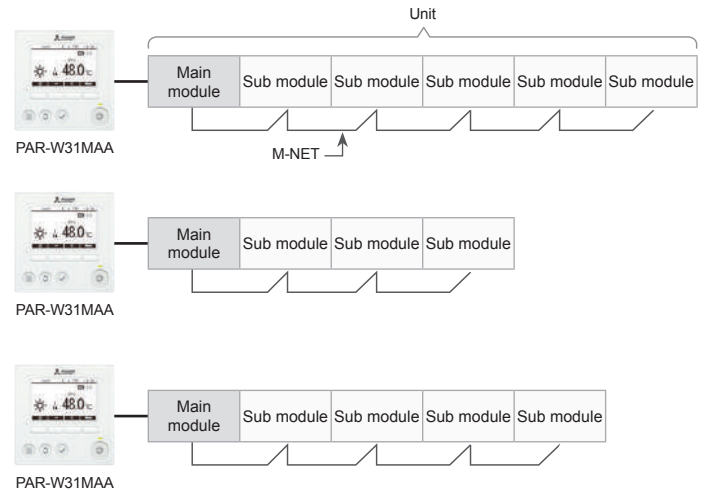 Unit
48.0 °C
Main
module
Sub module Sub module Sub module Sub module Sub module
PAR-W31MAA
M-NET
48.0 °C
Main
module
Sub module Sub module Sub module
PAR-W31MAA
48.0 °C
Main
module
Sub module Sub module Sub module Sub module
PAR-W31MAA